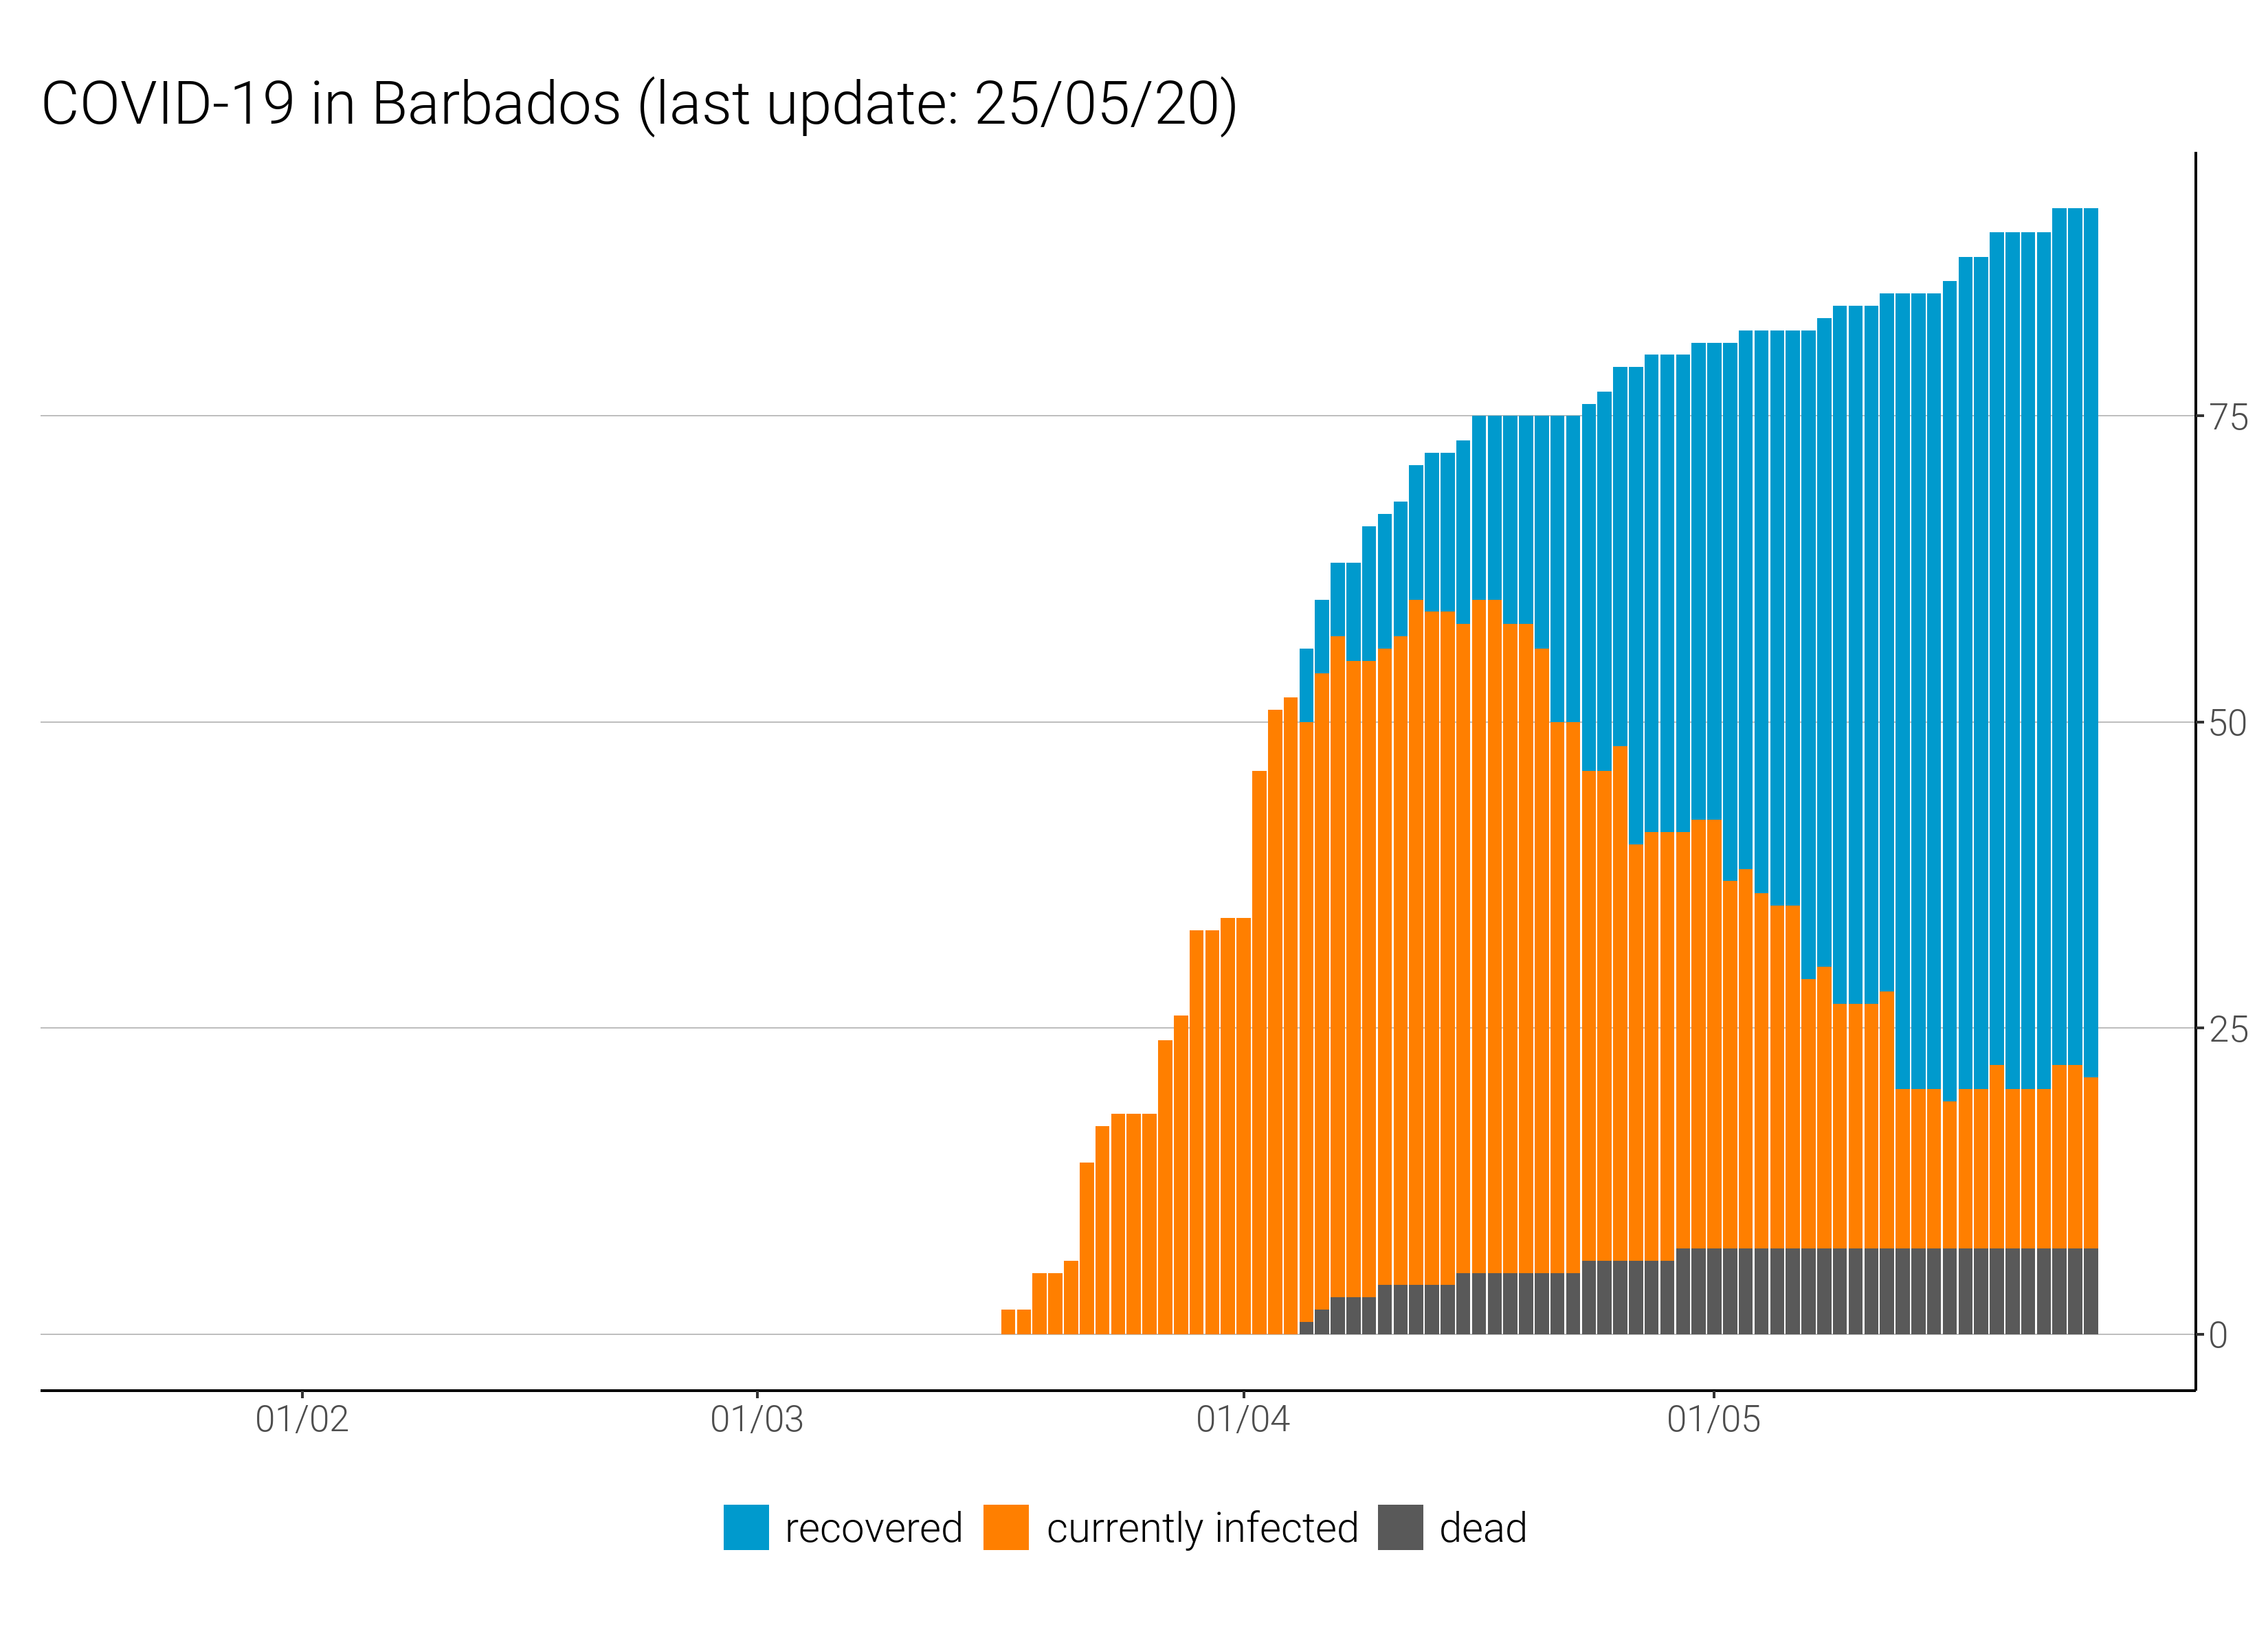 COVID-19 in Barbados (last update: 25/05/20)
75
50
25
0
01/02 01/03 01/04 01/05
recovered currently infected dead